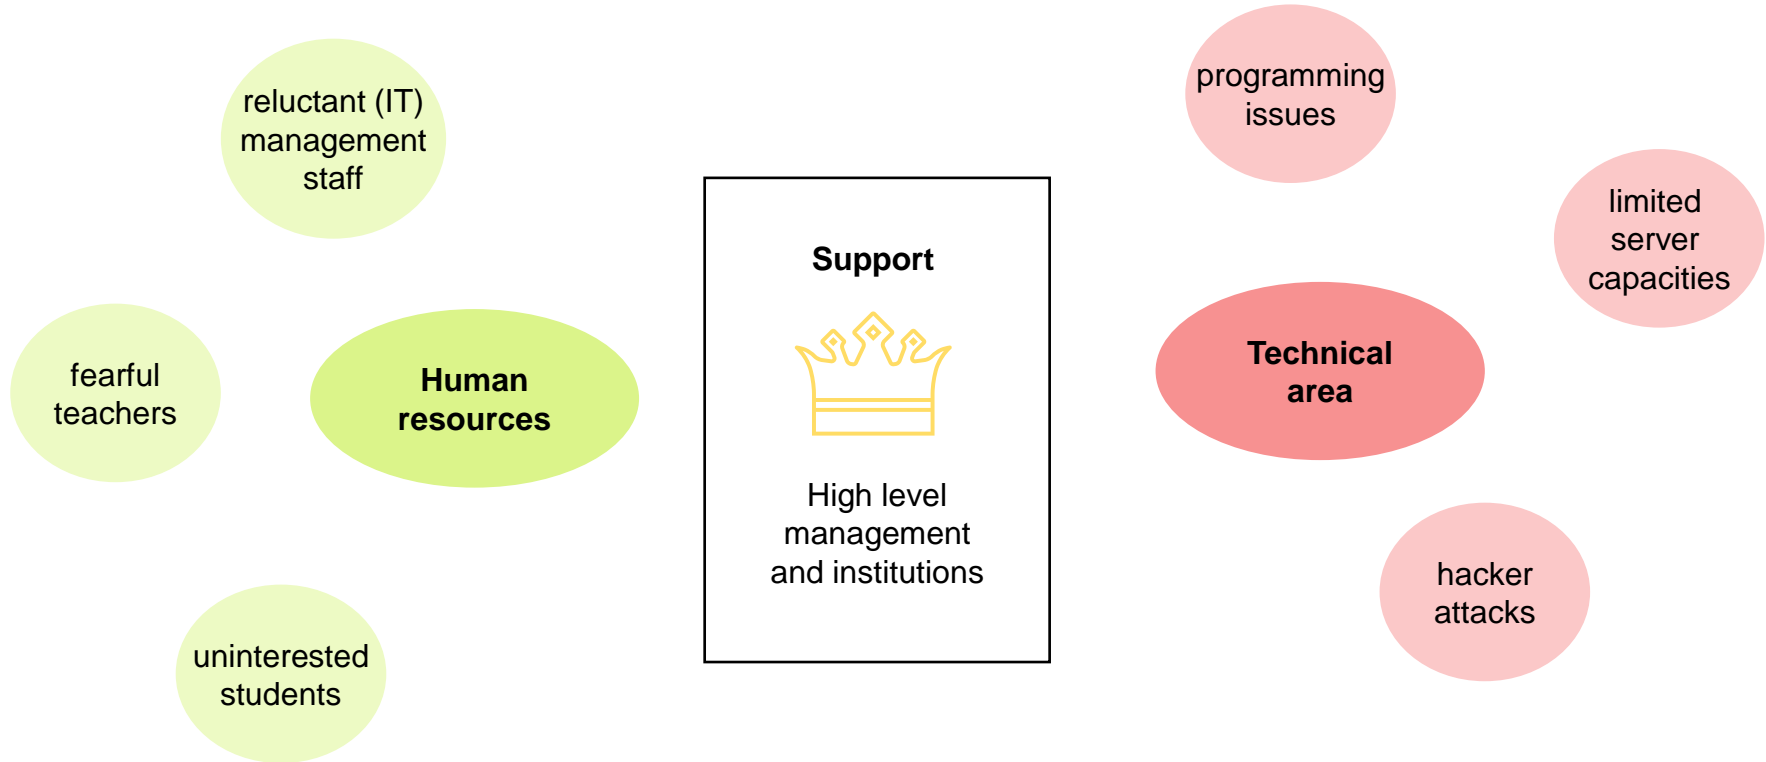 reluctant (IT)
management
staff
fearful
teachers
Human
resources
uninterested
students
Support
High level
management
and institutions
programming
issues
limited
server
capacities
Technical
area
hacker
attacks